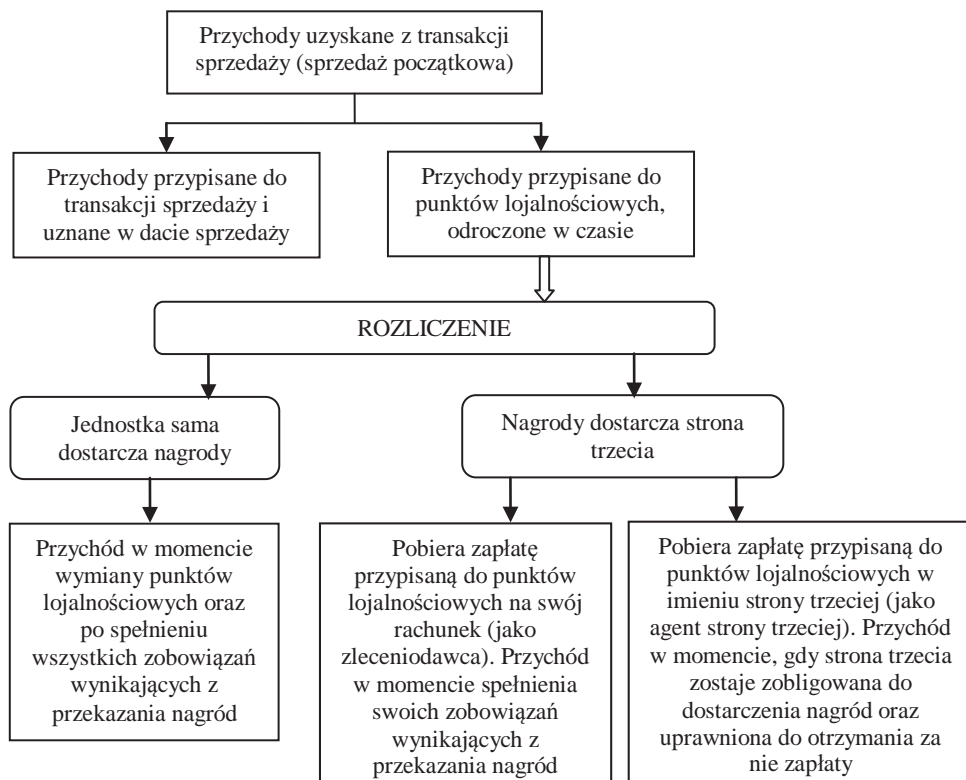 Przychody uzyskane z transakcji
sprzedaży (sprzedaż początkowa)
Przychody przypisane do
transakcji sprzedaży i
uznane w dacie sprzedaży
Przychody przypisane do
punktów lojalnościowych,
odroczone w czasie
ROZLICZENIE
Jednostka sama
dostarcza nagrody
Nagrody dostarcza strona
trzecia
Przychód w momencie
wymiany punktów
lojalnościowych oraz
po spełnieniu
wszystkich zobowiązań
wynikających z
przekazania nagród
Pobiera zapłatę
przypisaną do punktów
lojalnościowych na swój
rachunek (jako
zleceniodawca). Przychód
w momencie spełnienia
swoich zobowiązań
wynikających z
przekazania nagród
Pobiera zapłatę przypisaną do
punktów lojalnościowych w
imieniu strony trzeciej (jako
agent strony trzeciej). Przychód
w momencie, gdy strona trzecia
zostaje zobligowana do
dostarczenia nagród oraz
uprawniona do otrzymania za
nie zapłaty